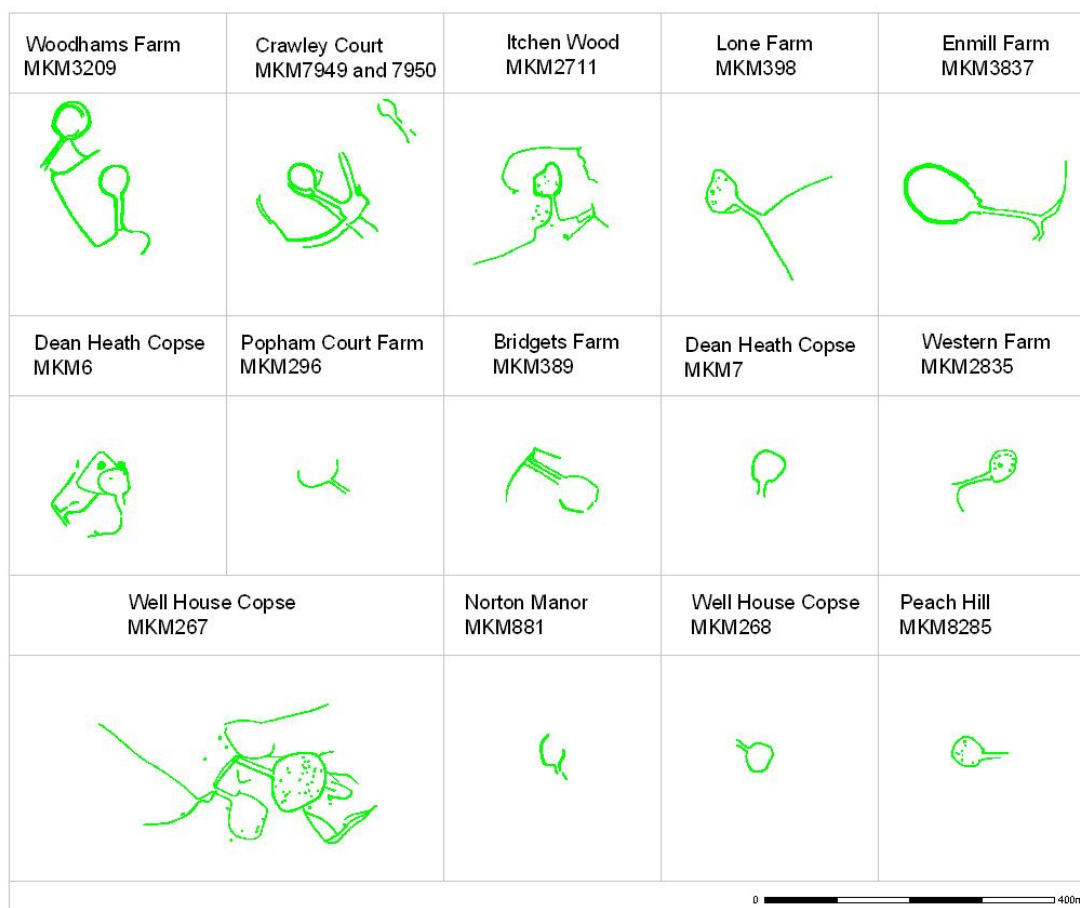 Woodhams Farm
MKM3209
Crawley Court
MKM7949 and 7950
Itchen Wood
MKM2711
Lone Farm
MKM398
Enmill Farm
MKM3837
Dean Heath Copse
MKM6
Popham Court Farm
MKM296
Bridgets Farm
MKM389
Dean Heath Copse
MKM7
Western Farm
MKM2835
Well House Copse
MKM267
Norton Manor
MKM881
Well House Copse
MKM268
Peach Hill
MKM8285
0 400m